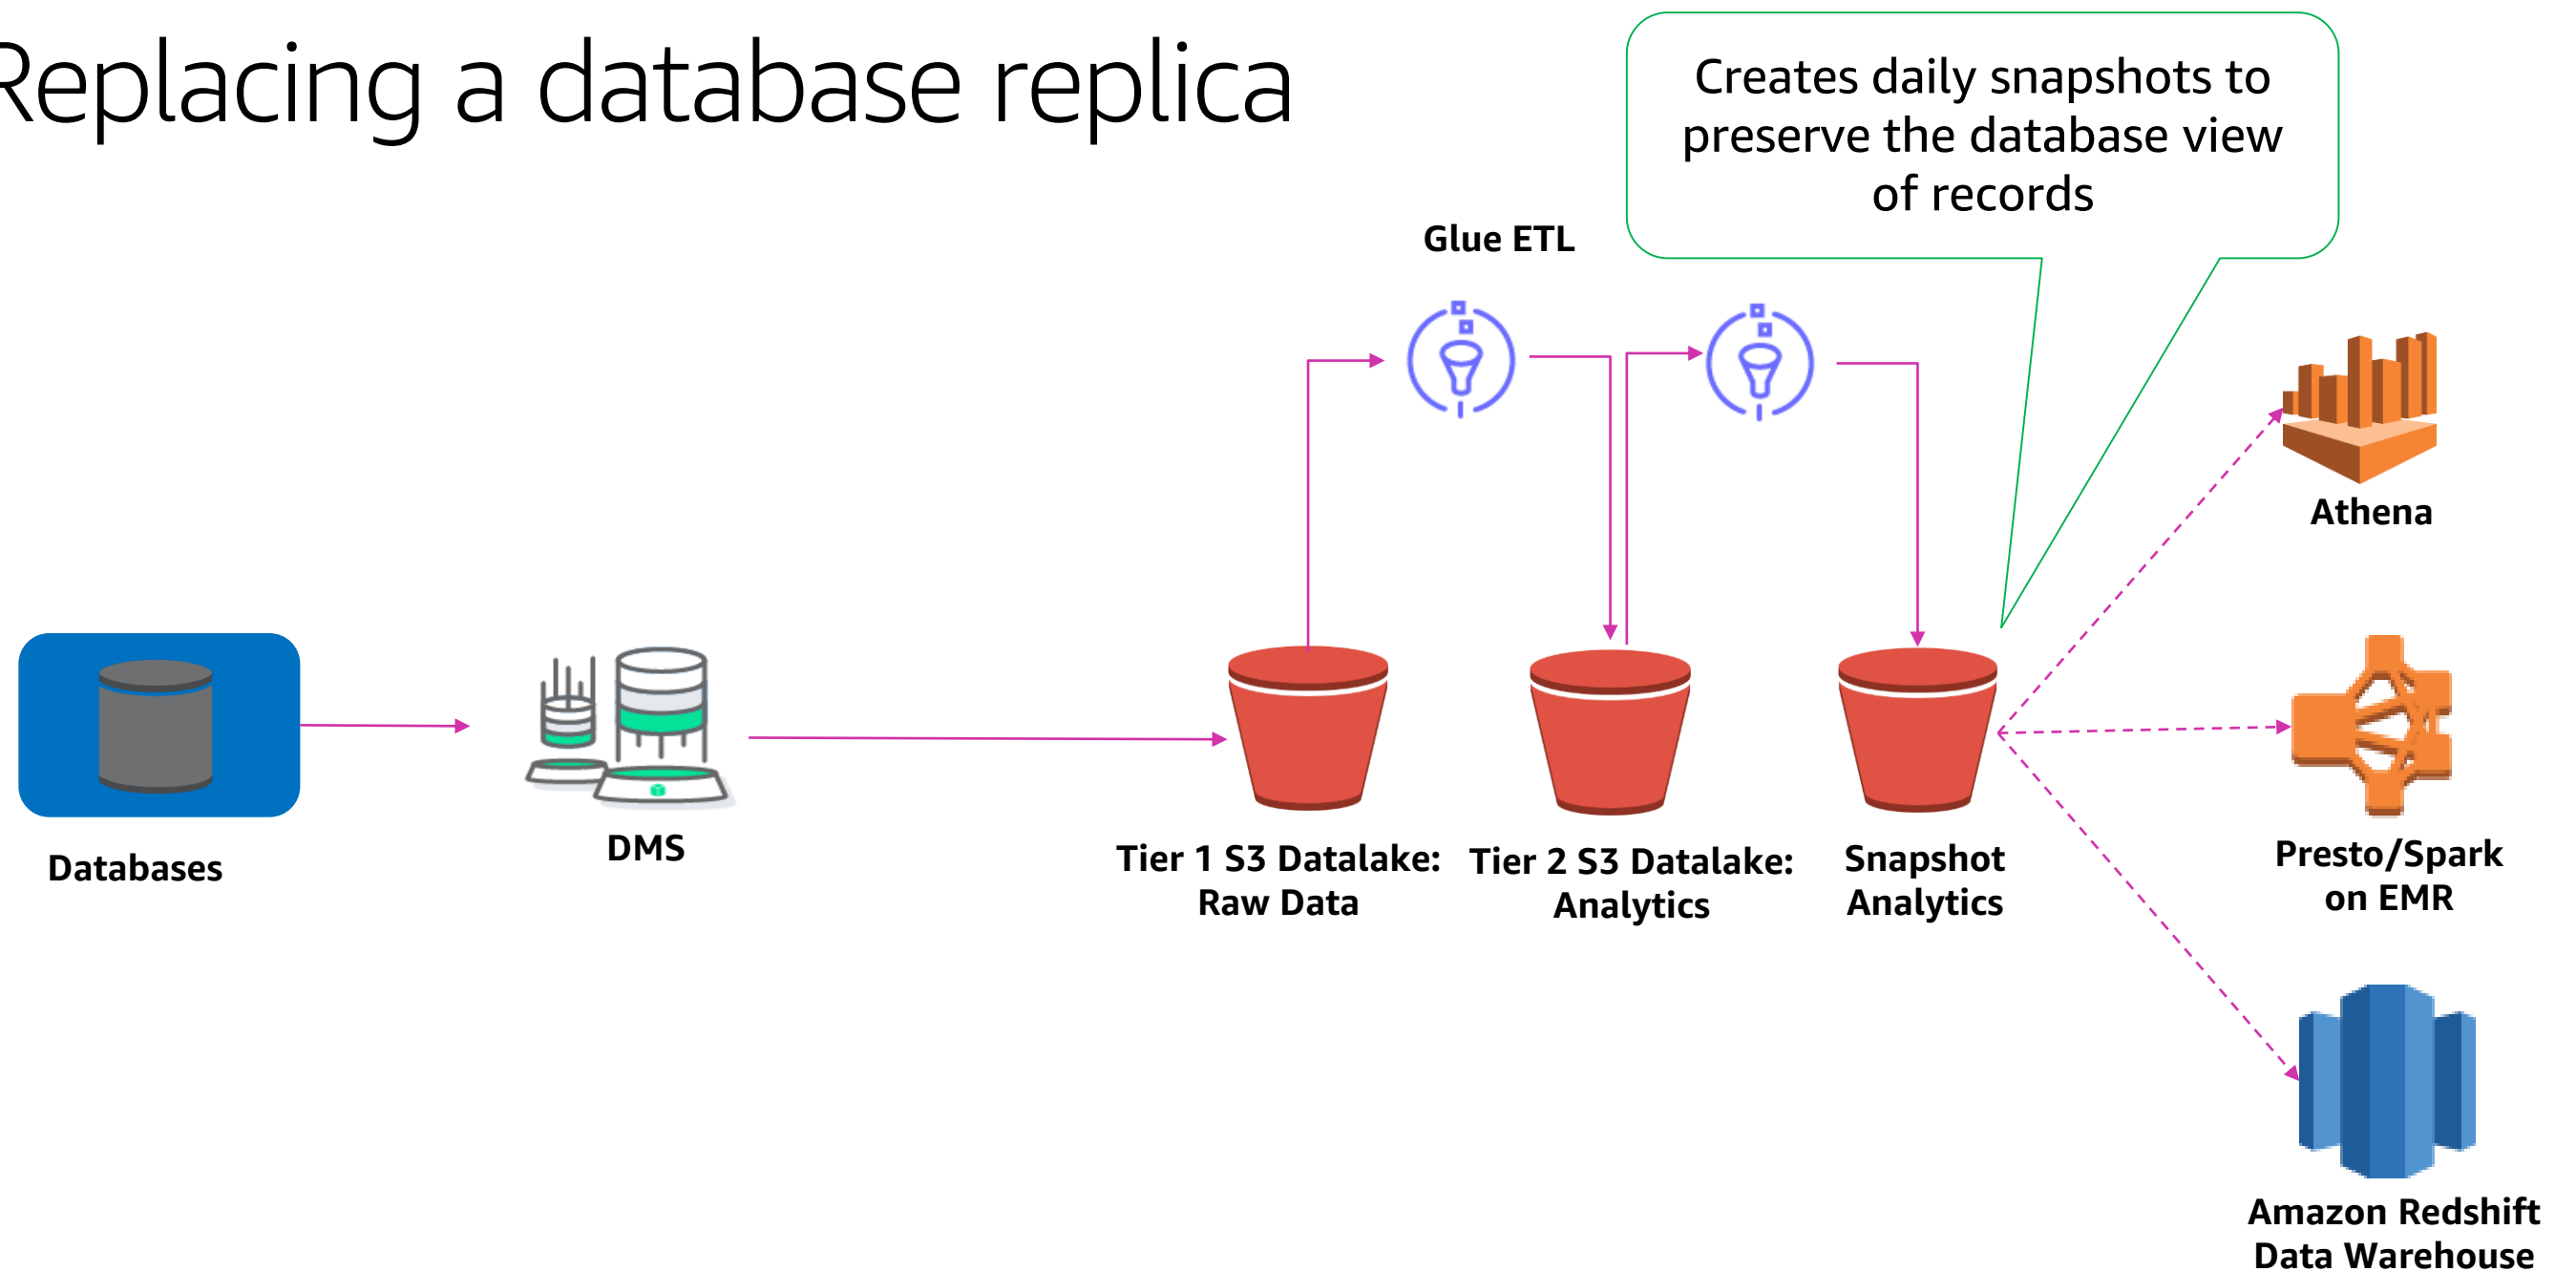 Replacing a database replica
Creates daily snapshots to
preserve the database view
of records
Glue ETL
Athena
Databases
DMS
Tier 1 S3 Datalake:
Raw Data
Tier 2 S3 Datalake:
Analytics
Snapshot
Analytics
Presto/Spark
on EMR
Amazon Redshift
Data Warehouse